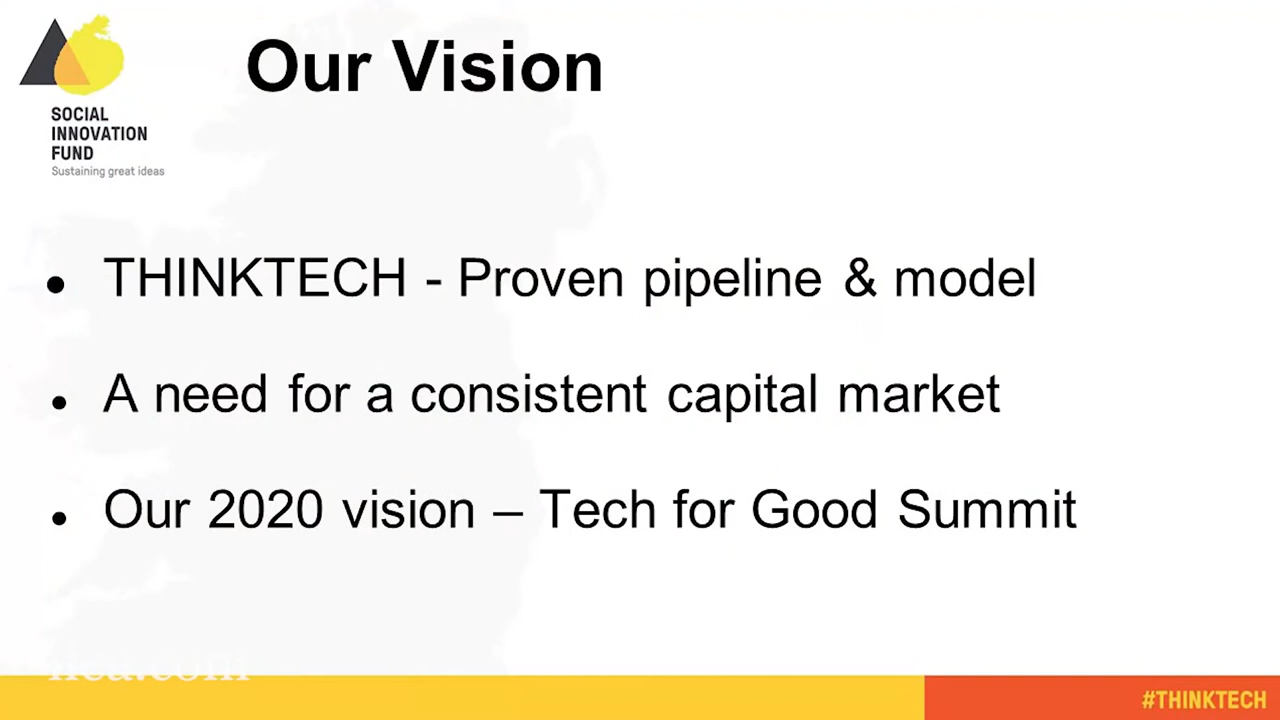 Our Vision
SOCIAL
INNOVATION
FUND
Sustaining great ideas
• THINKTECH - Proven pipeline & model
• A need for a consistent capital market
• Our 2020 vision – Tech for Good Summit
#THINKTECH